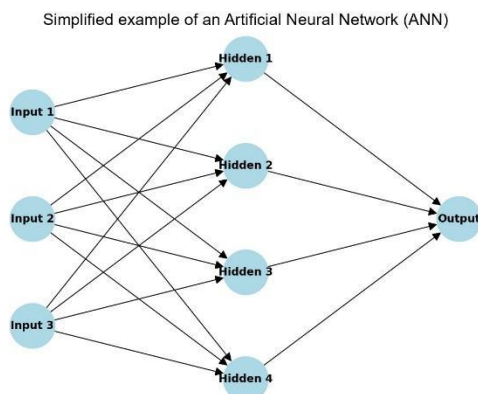 Simplified example of an Artificial Neural Network (ANN)
Hidden 1
Input 1
Hidden 2
Input 2
Output
Hidden 3
Input 3
Hidden 4